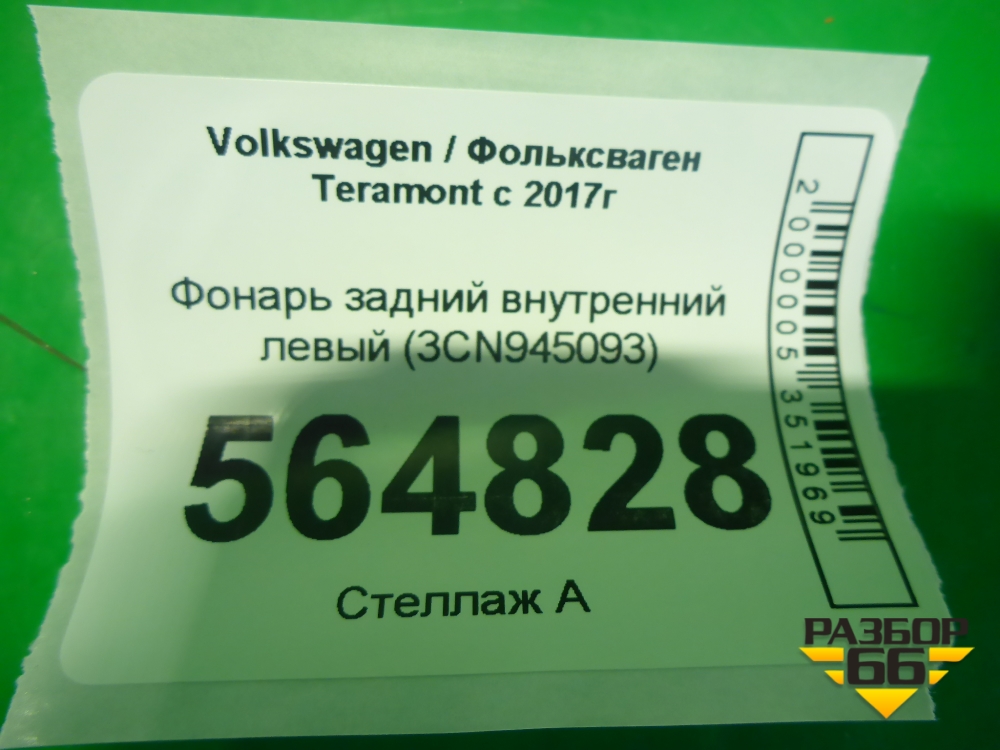 Volkswagen / Фольксваген
Teramont с 2017г
Фонарь задний внутренний
левый (3CN945093)
564828
Стеллаж А
2000005351969
РАЗБОР
66